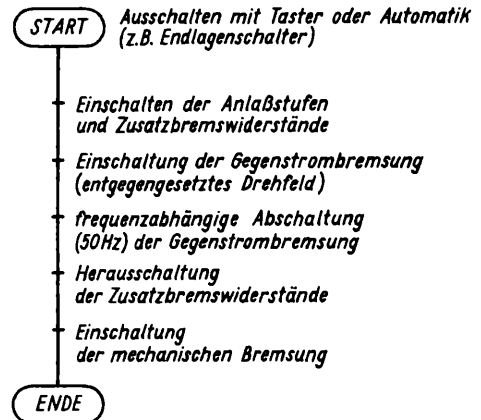 START
Ausschalten mit Taster oder Automatik
(z.B. Endlagenschalter)
Einschalten der Anlaßstufen
und Zusatzbremswiderstände
Einschaltung der Gegenstrombremsung
(entgegengesetztes Drehfeld)
frequenzabhängige Abschaltung
(50Hz) der Gegenstrombremsung
Herausschaltung
der Zusatzbremswiderstände
Einschaltung
der mechanischen Bremsung
ENDE